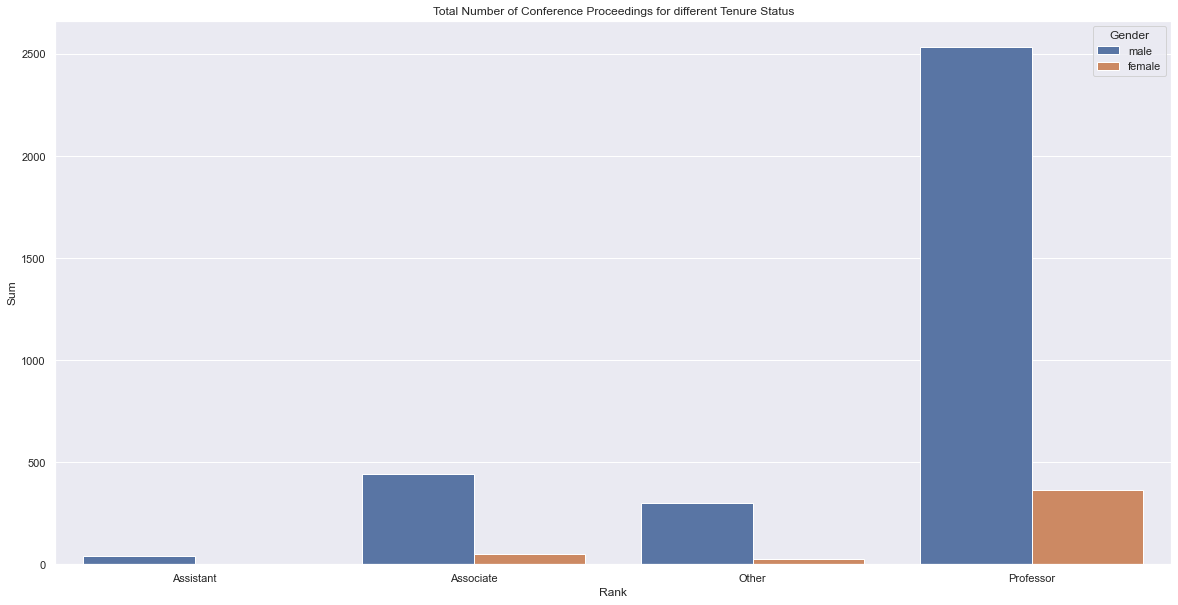 Total Number of Conference Proceedings for different Tenure Status
Gender
male
female
2500
2000
1500
1000
500
0
Sum
Assistant Associate Other Professor
Rank